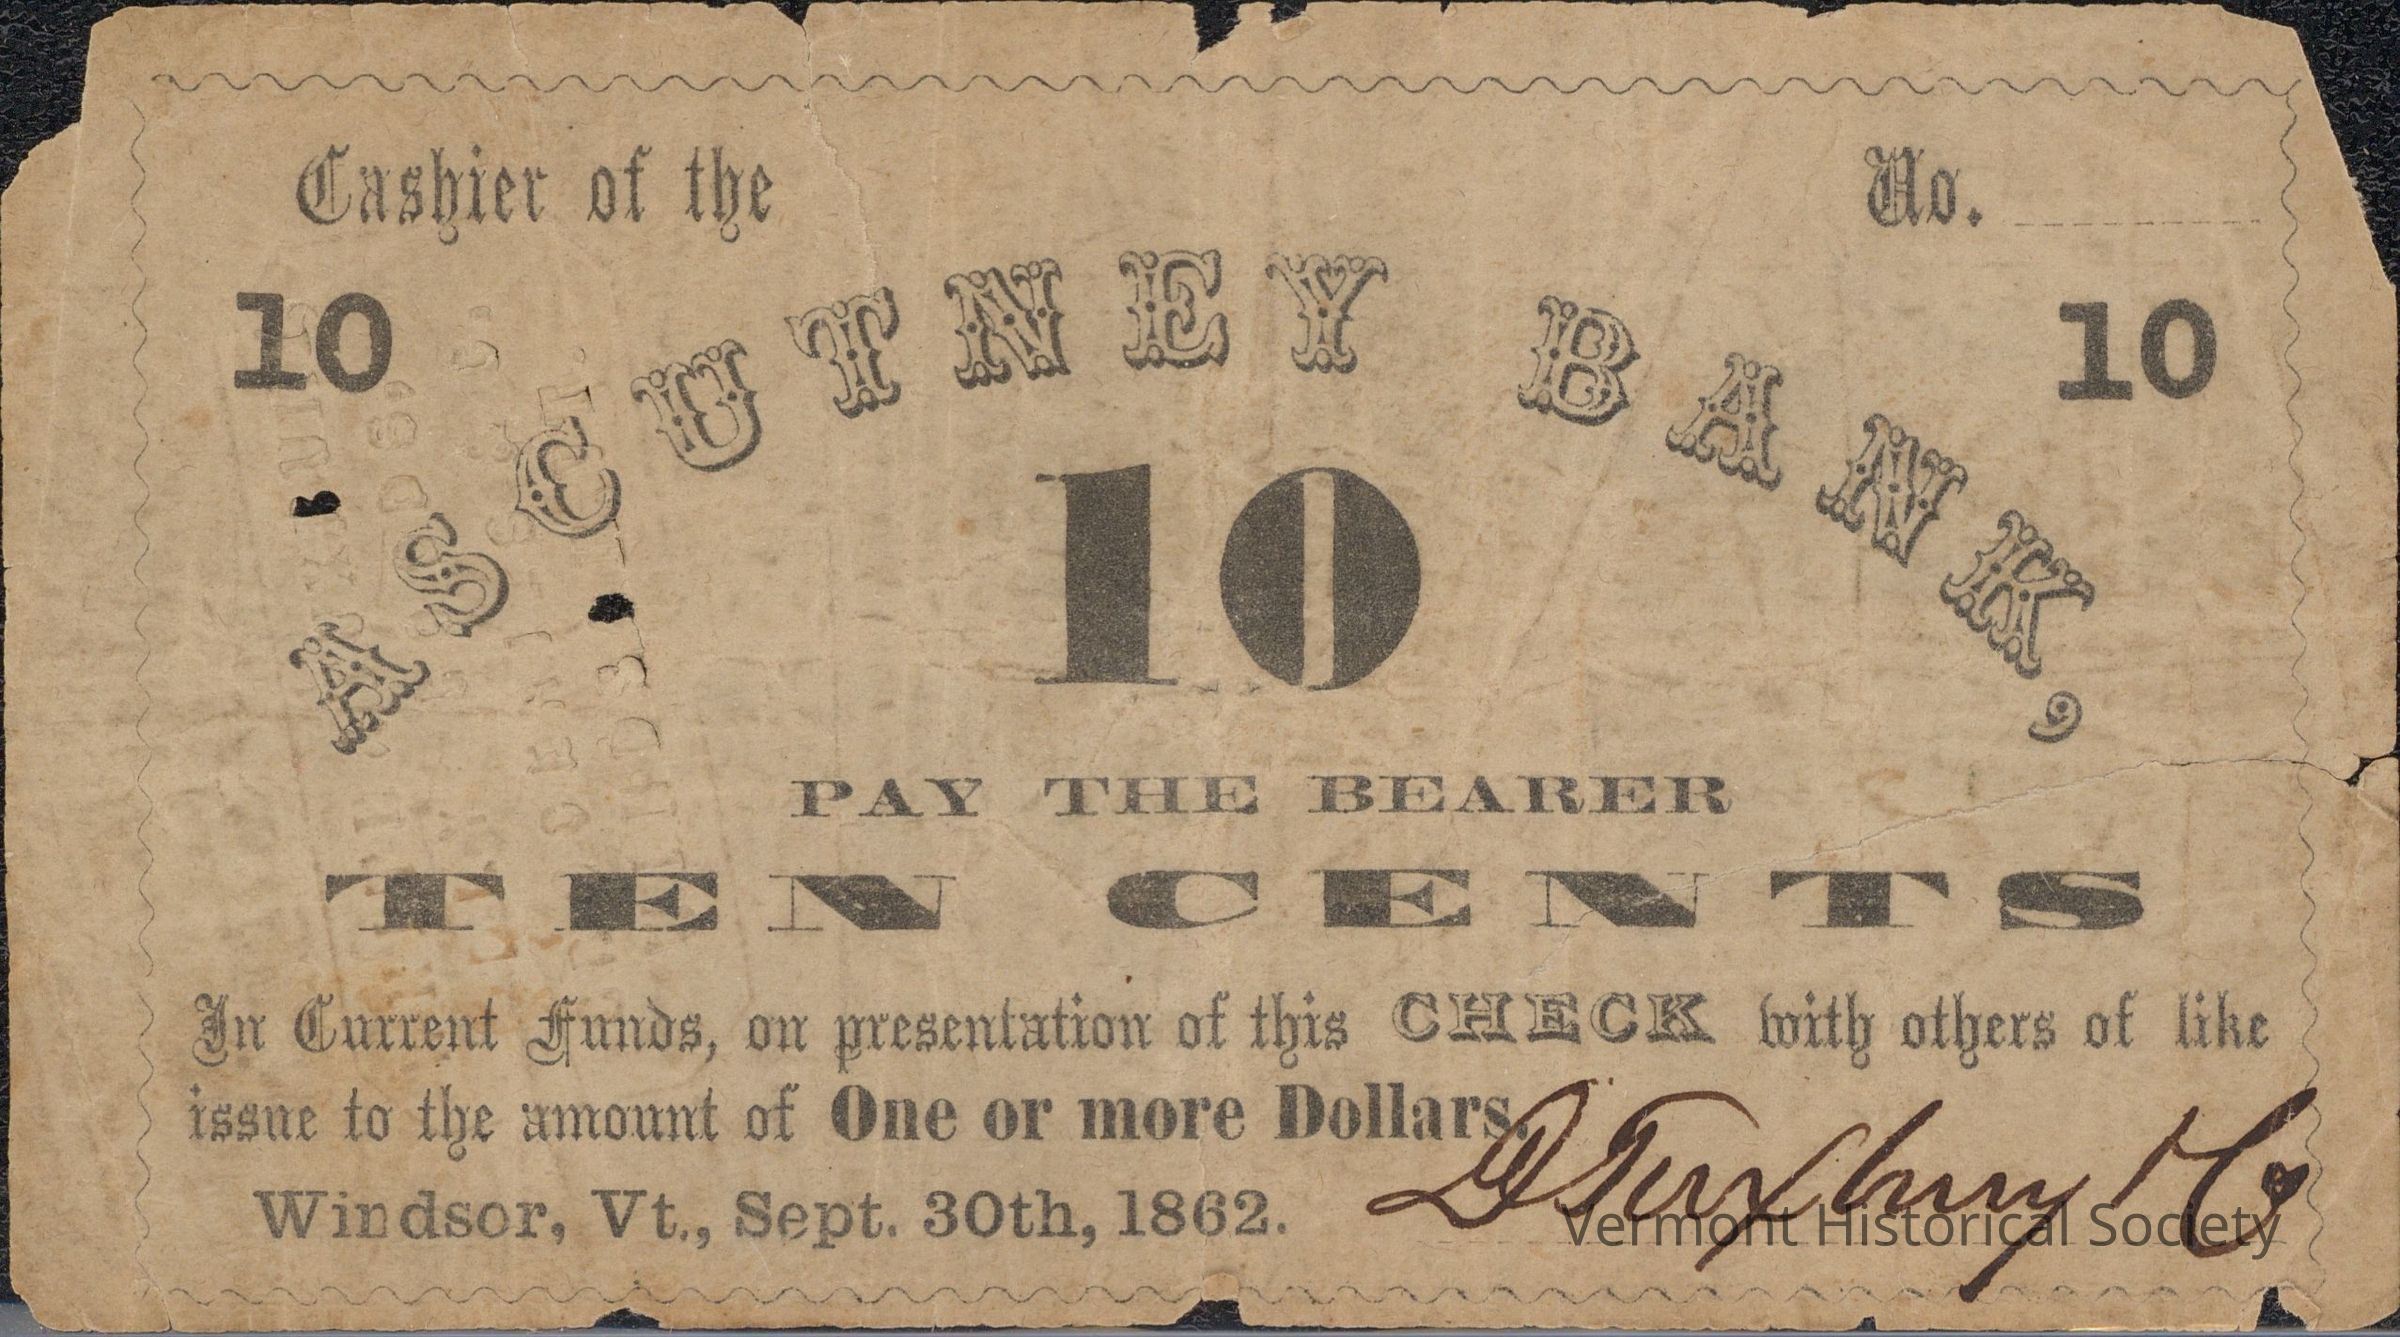 Cashier of the
No.
10
10
ASCUTNEY BANK,
10
PAY THE BEARER
TEN CENTS
In Current Funds, on presentation of this CHECK with others of like
issue to the amount of One or more Dollars.
Windsor, Vt., Sept. 30th, 1862.
D Tuxbury & Co
Vermont Historical Society